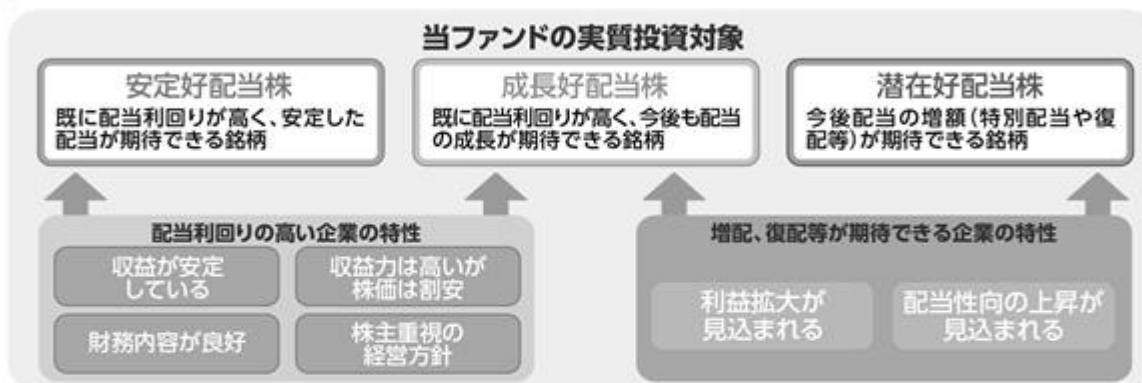 当ファンドの実質投資対象
安定好配当株
既に配当利回りが高く、安定した
配当が期待できる銘柄
成長好配当株
既に配当利回りが高く、今後も配当
の成長が期待できる銘柄
潜在好配当株
今後配当の増額(特別配当や復
配等)が期待できる銘柄
配当利回りの高い企業の特性
収益が安定
している
収益力は高いが
株価は割安
財務内容が良好
株主重視の
経営方針
増配、復配等が期待できる企業の特性
利益拡大が
見込まれる
配当性向の上昇が
見込まれる